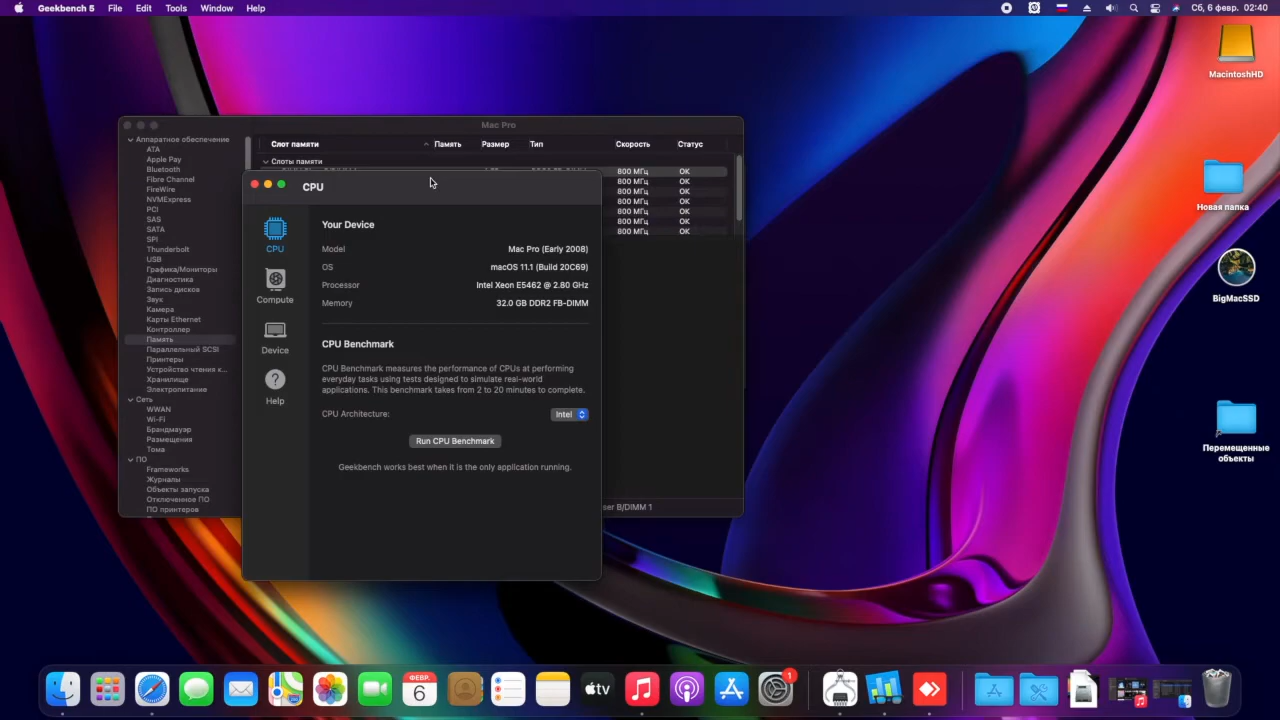 Geekbench 5 File Edit Tools Window Help
Сб, 6 февр. 02:40
MacintoshHD
Новая папка
BigMacSSD
Перемещенные
объекты
Mac Pro
Аппаратное обеспечение
ATA
Apple Pay
Bluetooth
Fibre Channel
FireWire
NVMExpress
PCI
SAS
SATA
SPI
Thunderbolt
USB
Графика/Мониторы
Диагностика
Запись дисков
Звук
Камера
Карты Ethernet
Контроллер
Память
Параллельный SCSI
Принтеры
Устройство чтения к...
Хранилище
Электропитание
Сеть
WWAN
Wi-Fi
Брандмауэр
Размещения
Тома
ПО
Frameworks
Журналы
Объекты запуска
Отключенное ПО
ПО принтеров
Слот памяти Память Размер Тип Скорость Статус
Слоты памяти
800 МГц OK
800 МГц OK
800 МГц OK
800 МГц OK
800 МГц OK
800 МГц OK
800 МГц OK
ser B/DIMM 1
CPU
CPU
Compute
Device
Help
Your Device
Model Mac Pro (Early 2008)
OS macOS 11.1 (Build 20C69)
Processor Intel Xeon E5462 @ 2.80 GHz
Memory 32.0 GB DDR2 FB-DIMM
CPU Benchmark
CPU Benchmark measures the performance of CPUs at performing
everyday tasks using tests designed to simulate real-world
applications. This benchmark takes from 2 to 20 minutes to complete.
CPU Architecture: Intel
Run CPU Benchmark
Geekbench works best when it is the only application running.
ФЕВР.
6
tv
1